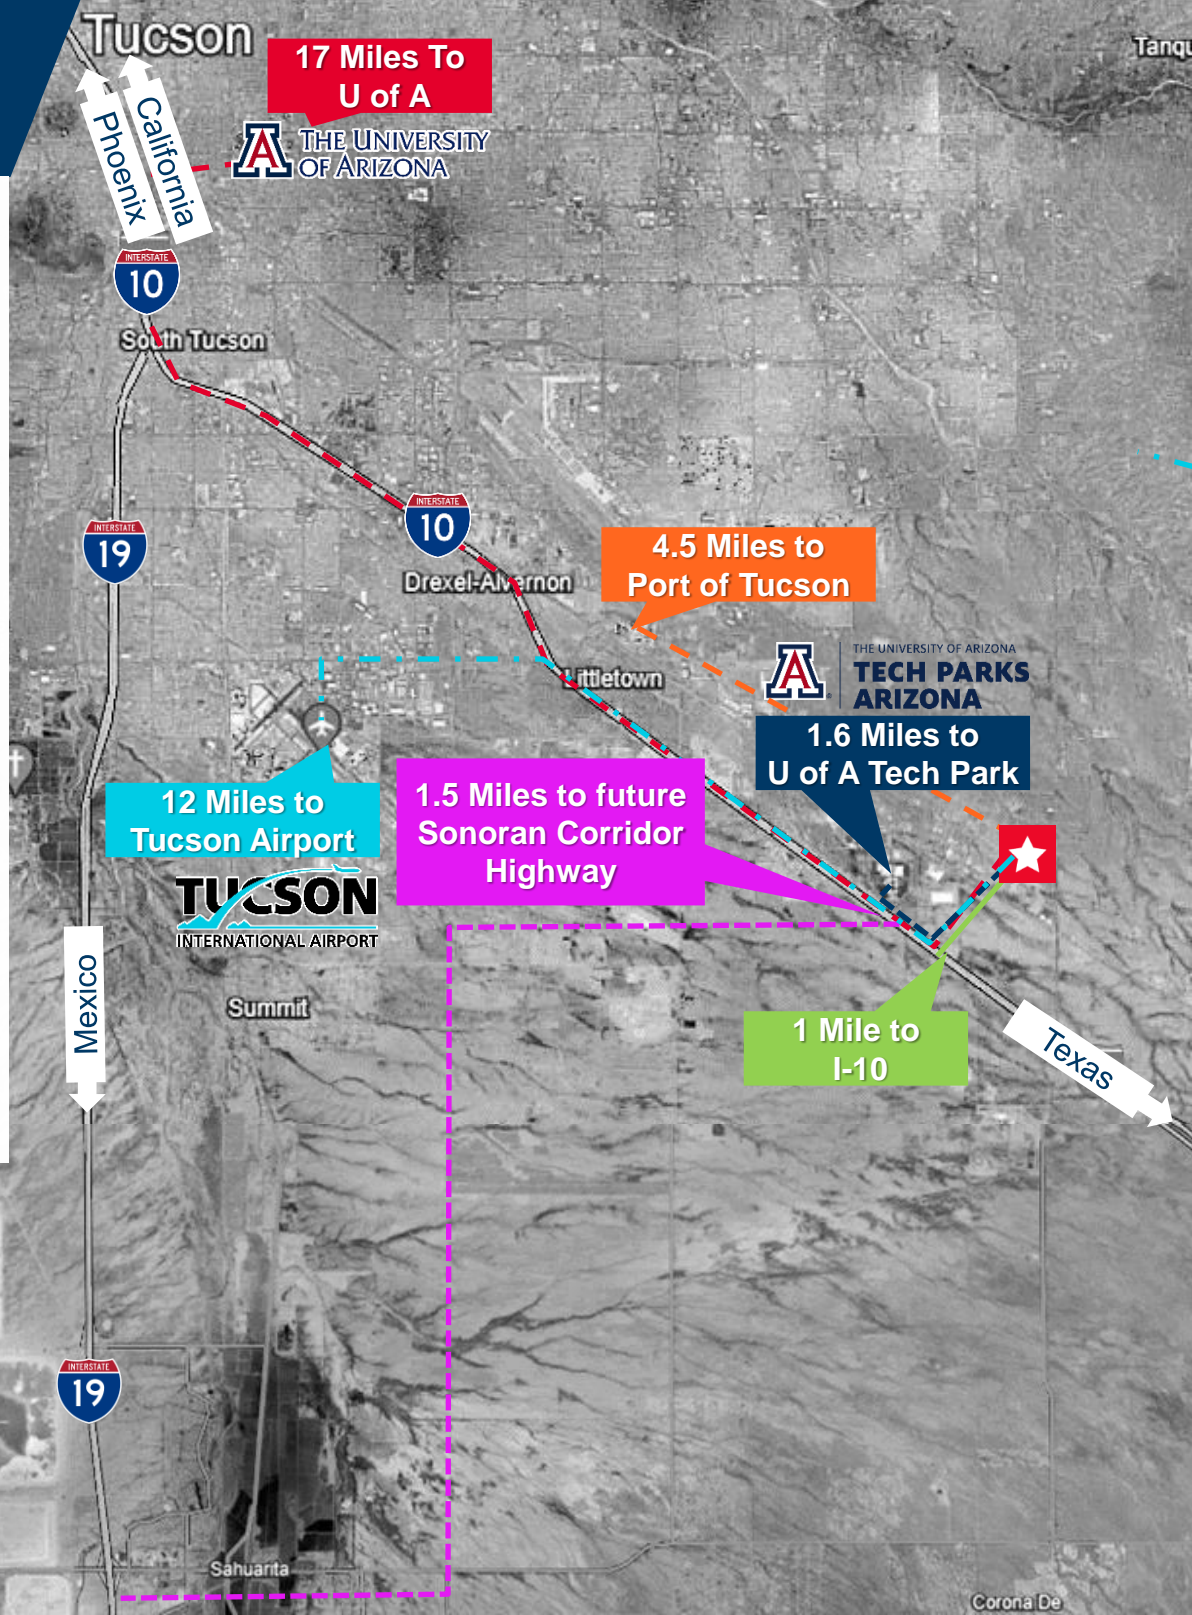 Tucson
Tanqu
17 Miles To
U of A
THE UNIVERSITY
OF ARIZONA
A
California
Phoenix
INTERSTATE
10
South Tucson
INTERSTATE
10
INTERSTATE
19
Drexel-Alvernon
4.5 Miles to
Port of Tucson
Littletown
A
THE UNIVERSITY OF ARIZONA
TECH PARKS
ARIZONA
1.6 Miles to
U of A Tech Park
12 Miles to
Tucson Airport
1.5 Miles to future
Sonoran Corridor
Highway
TUCSON
INTERNATIONAL AIRPORT
Mexico
Summit
1 Mile to
I-10
Texas
INTERSTATE
19
Sahuarita
Corona De